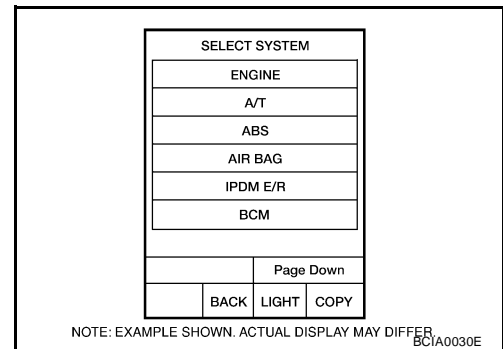 SELECT SYSTEM
ENGINE
A/T
ABS
AIR BAG
IPDM E/R
BCM
Page Down
BACK LIGHT COPY
NOTE: EXAMPLE SHOWN. ACTUAL DISPLAY MAY DIFFER.
BCIA0030E